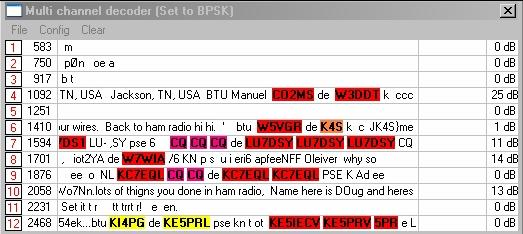 Multi channel decoder (Set to BPSK)
File Config Clear
1 583 m 0 dB
2 750 pØn oe a 0 dB
3 917 b t 0 dB
4 1092 TN, USA Jackson, TN, USA BTU Manuel CO2MS de W3DDT k ccc 25 dB
5 1251 0 dB
6 1410 our wires. Back to ham radio hi hi. ' btu W5VGR de K4S k c JK4S}me 1 dB
7 1594 7DST LU- ,SY pse 6 CQ CQ CQ de LU7DSY LU7DSY LU7DSY CQ 11 dB
8 1701 , iot2YA de W7WIA /6 KN p s u i eri6 apfeeNFF Oleiver why so 14 dB
9 1876 ee o NL KC7EQL CQ CQ de KC7EQL KC7EQL PSE K Ad ee 0 dB
10 2058 Vo7Nn.lots of thigns you done in ham radio, Name here is DOug and heres 13 dB
11 2231 Set it t r tt trrt r! e en. 0 dB
12 2468 54ek...btu KI4PG de KE5PRL pse kn t ot KE5IECV KE5PRV 5PR e L 0 dB